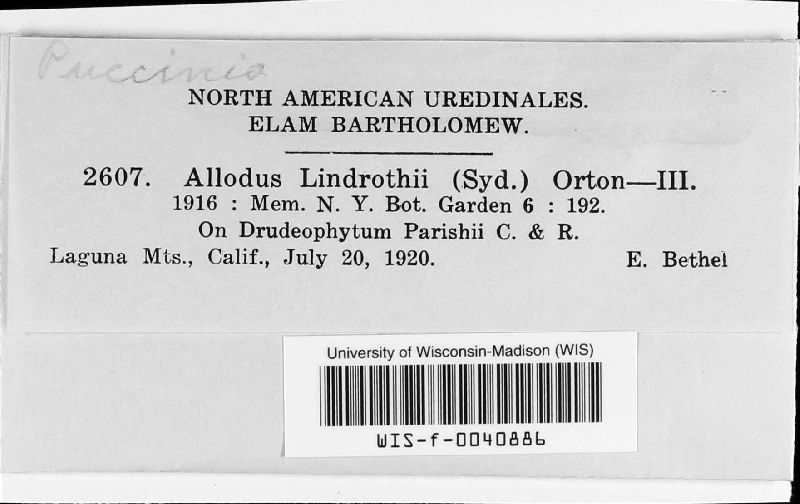 Puccinia
NORTH AMERICAN UREDINALES.
ELAM BARTHOLOMEW.
2607. Allodus Lindrothii (Syd.) Orton—III.
1916 : Mem. N. Y. Bot. Garden 6 : 192.
On Drudeophytum Parishii C. & R.
Laguna Mts., Calif., July 20, 1920. E. Bethel
University of Wisconsin-Madison (WIS)
WIS-f-0040886